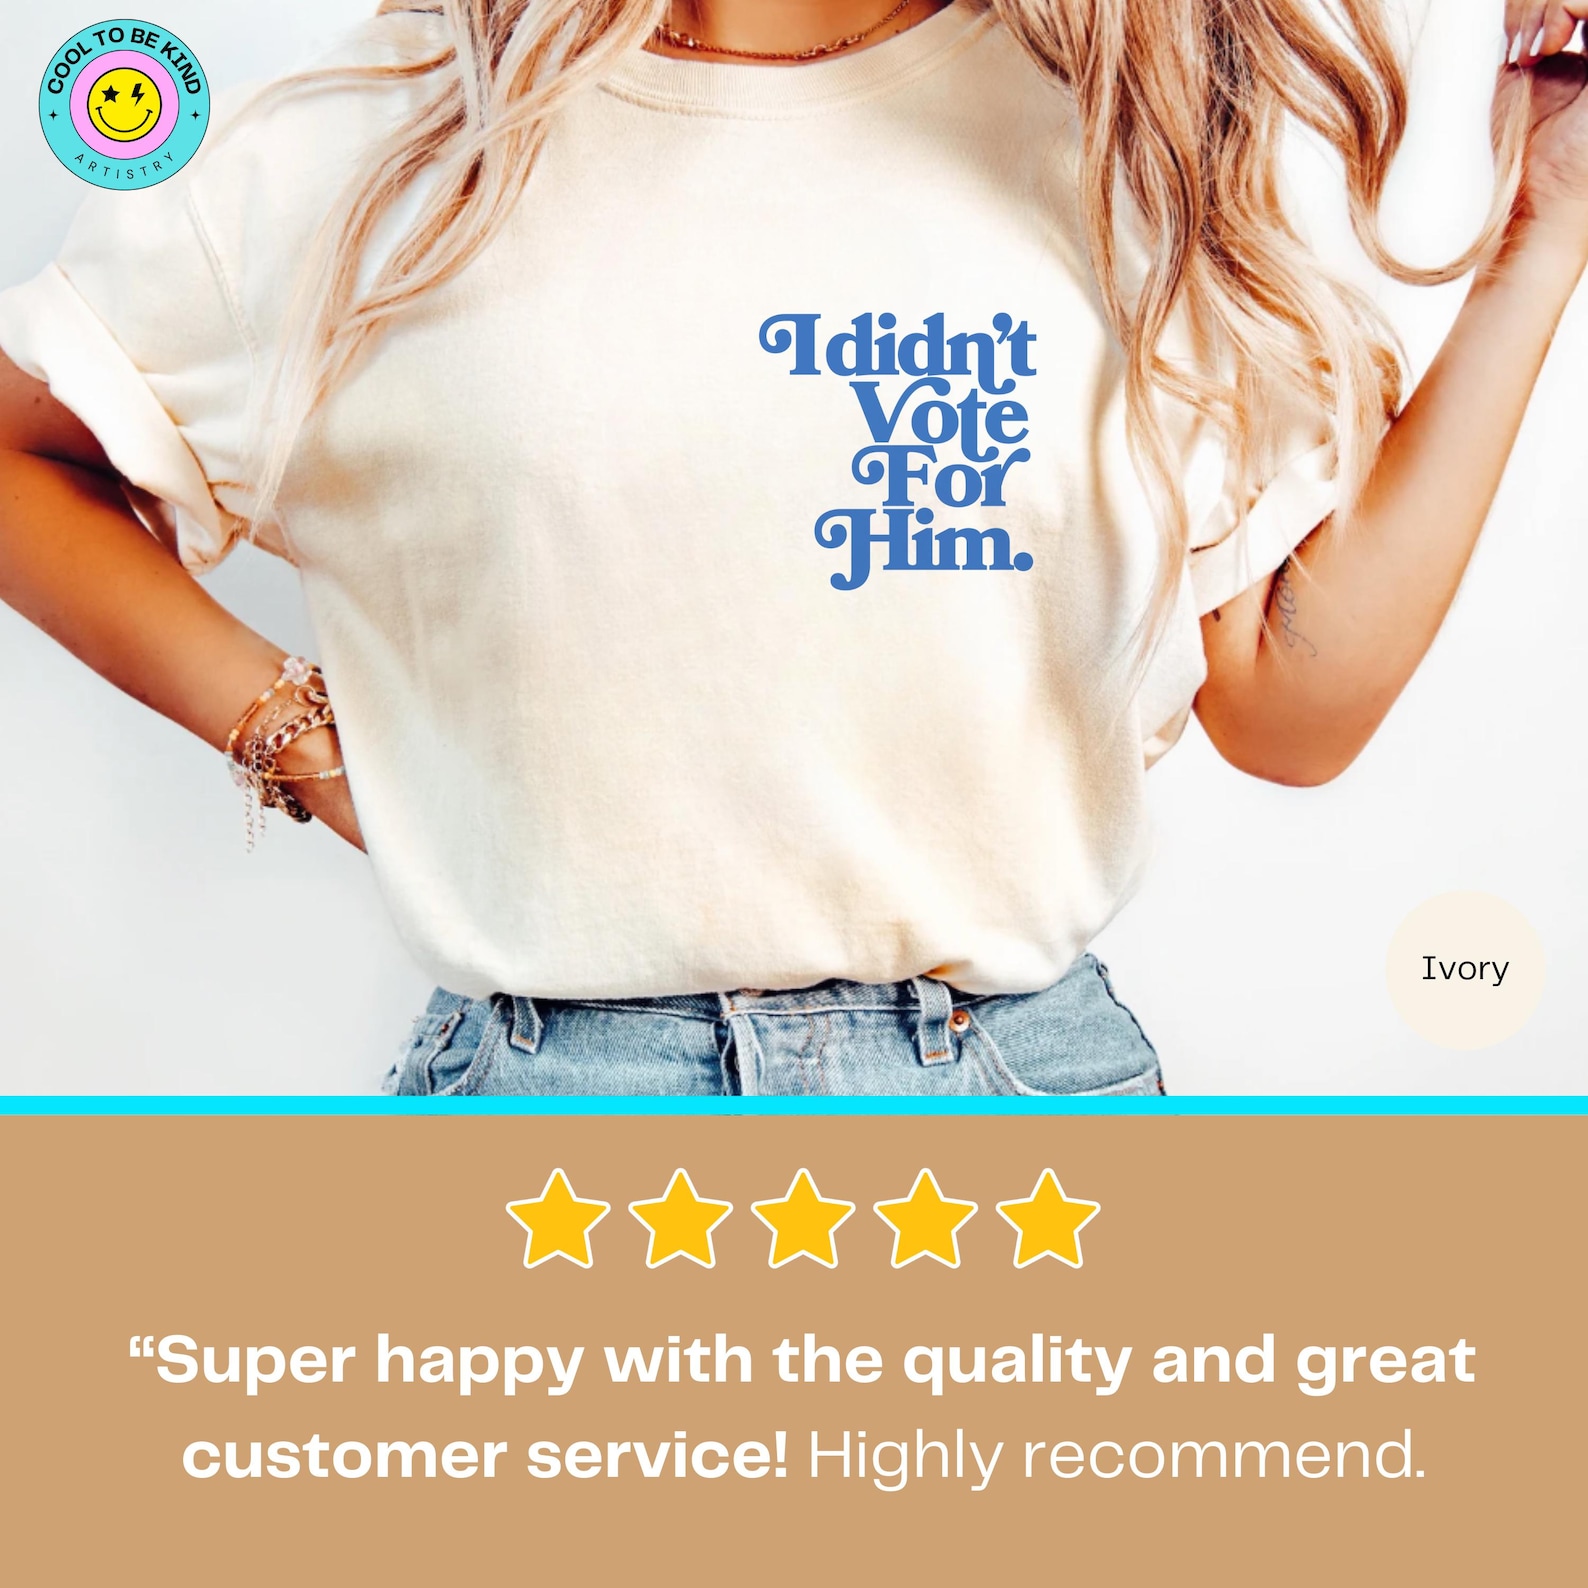 COOL TO BE KIND
ARTISTRY
I didn't
Vote
For
Him.
Ivory
“Super happy with the quality and great
customer service! Highly recommend.